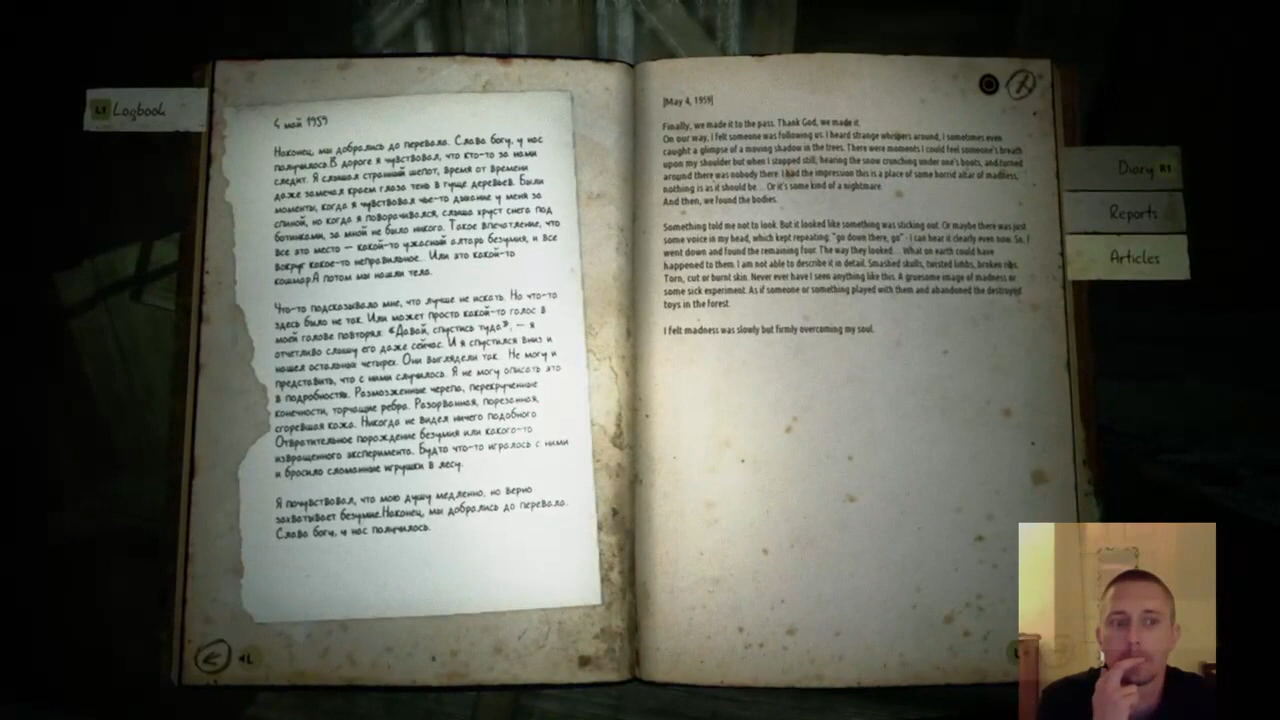 L1 Logbook
4 май 1959
Наконец, мы добрались до перевала. Слава богу, у нас
получилось.В дороге я чувствовал, что кто-то за нами
следит. Я слышал странный шепот, время от времени
даже замечал краем глаза тень в гуще деревьев. Были
моменты, когда я чувствовал чье-то дыхание у меня за
спиной, но когда я поворачивался, слыша хруст снега под
ботинками, за мной не было никого. Такое впечатление, что
все это место — какой-то ужасный алтарь безумия, и все
вокруг какое-то неправильное... Или это какой-то
кошмар.А потом мы нашли тела.
Что-то подсказывало мне, что лучше не искать. Но что-то
здесь было не так. Или может просто какой-то голос в
моей голове повторял: «Давай, спустись туда», — я
отчетливо слышу его даже сейчас. И я спустился вниз и
нашел остальных четырех. Они выглядели так... Не могу и
представить, что с ними случилось. Я не могу описать это
в подробностях. Размозженные черепа, перекрученные
конечности, торчащие ребра. Разорванная, порезанная,
сгоревшая кожа. Никогда не видел ничего подобного.
Отвратительное порождение безумия или какого-то
извращенного эксперимента. Будто что-то игралось с ними
и бросило сломанные игрушки в лесу.
Я почувствовал, что мою душу медленно, но верно
захватывает безумие.Наконец, мы добрались до перевала.
Слава богу, у нас получилось.
L
[May 4, 1959]
Finally, we made it to the pass. Thank God, we made it.
On our way, I felt someone was following us. I heard strange whispers around, I sometimes even
caught a glimpse of a moving shadow in the trees. There were moments I could feel someone's breath
upon my shoulder but when I stopped still, hearing the snow crunching under one's boots, and turned
around there was nobody there. I had the impression this is a place of some horrid altar of madness,
nothing is as it should be... Or it's some kind of a nightmare.
And then, we found the bodies.
Something told me not to look. But it looked like something was sticking out. Or maybe there was just
some voice in my head, which kept repeating: "go down there, go" - I can hear it clearly even now. So, I
went down and found the remaining four. The way they looked... What on earth could have
happened to them. I am not able to describe it in detail. Smashed skulls, twisted limbs, broken ribs.
Torn, cut or burnt skin. Never ever have I seen anything like this. A gruesome image of madness or
some sick experiment. As if someone or something played with them and abandoned the destroyed
toys in the forest.
I felt madness was slowly but firmly overcoming my soul.
Diary R1
Reports
Articles
L